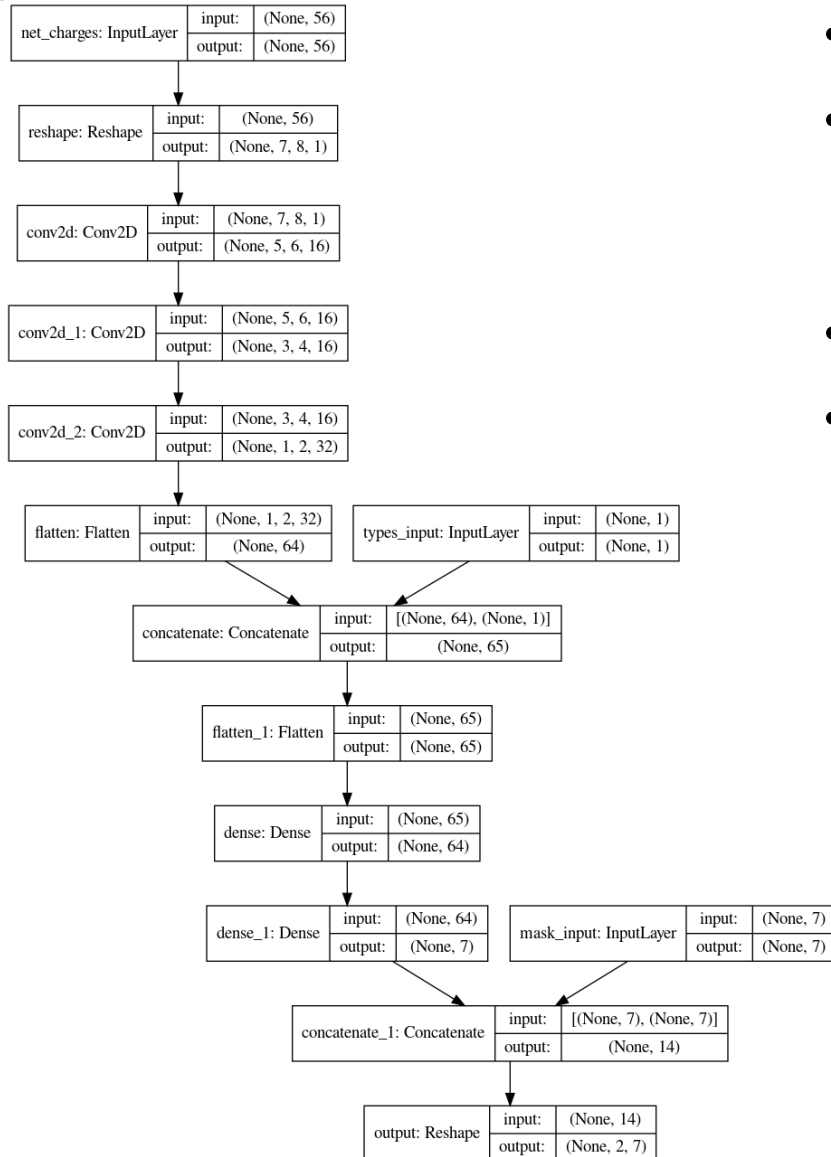 net_charges: InputLayer
input: (None, 56)
output: (None, 56)
reshape: Reshape
input: (None, 56)
output: (None, 7, 8, 1)
conv2d: Conv2D
input: (None, 7, 8, 1)
output: (None, 5, 6, 16)
conv2d_1: Conv2D
input: (None, 5, 6, 16)
output: (None, 3, 4, 16)
conv2d_2: Conv2D
input: (None, 3, 4, 16)
output: (None, 1, 2, 32)
flatten: Flatten
input: (None, 1, 2, 32)
output: (None, 64)
types_input: InputLayer
input: (None, 1)
output: (None, 1)
concatenate: Concatenate
input: [(None, 64), (None, 1)]
output: (None, 65)
flatten_1: Flatten
input: (None, 65)
output: (None, 65)
dense: Dense
input: (None, 65)
output: (None, 64)
dense_1: Dense
input: (None, 64)
output: (None, 7)
mask_input: InputLayer
input: (None, 7)
output: (None, 7)
concatenate_1: Concatenate
input: [(None, 7), (None, 7)]
output: (None, 14)
output: Reshape
input: (None, 14)
output: (None, 2, 7)